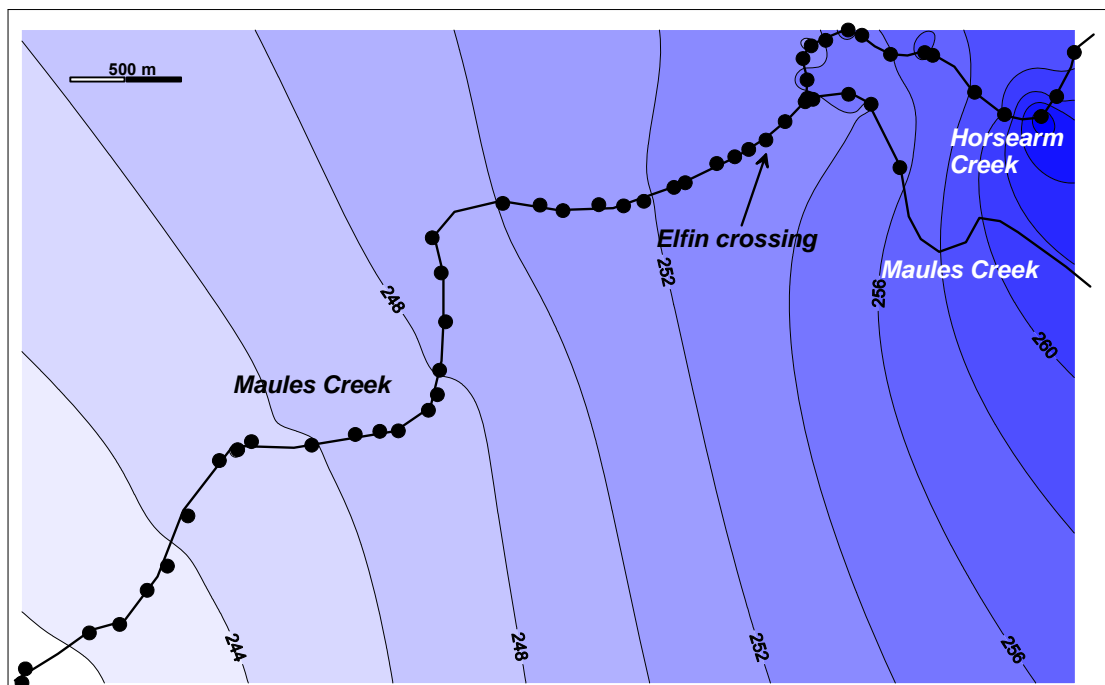 500 m
Horsearm
Creek
Elfin crossing
252
Maules Creek
256
248
260
Maules Creek
244
248
252
256